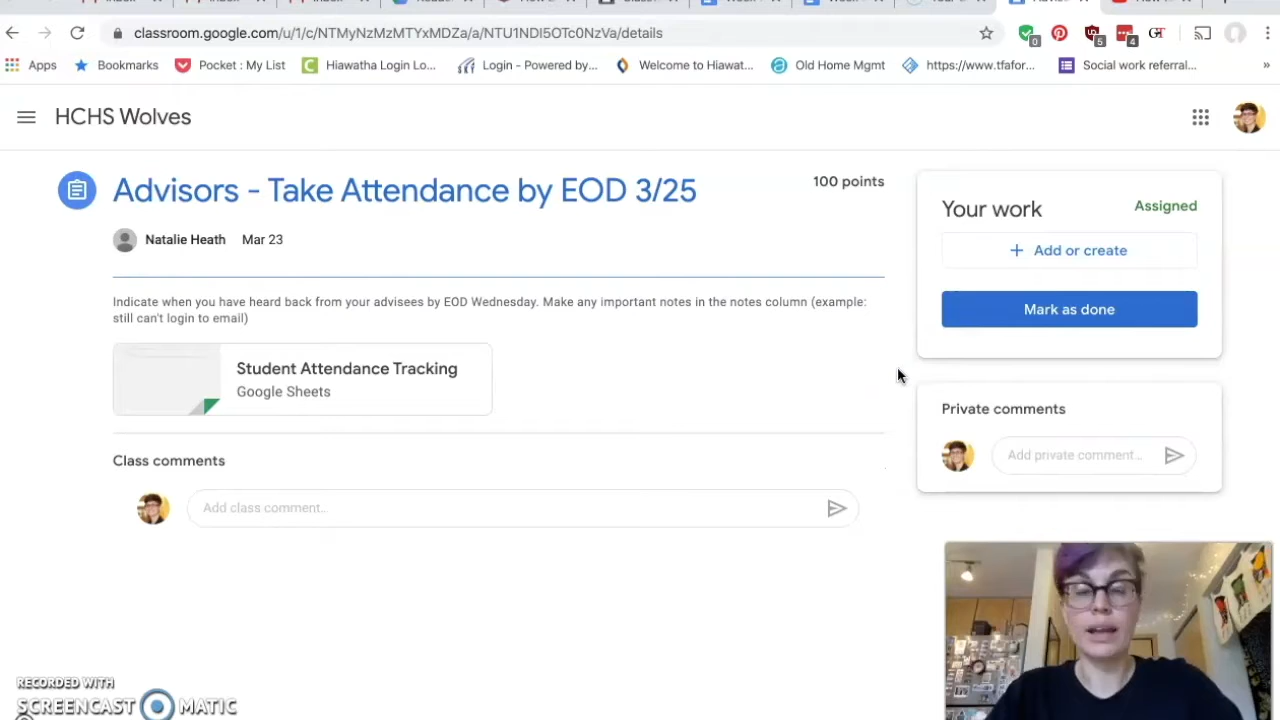 classroom.google.com/u/1/c/NTMyNzMzMTYxMDZa/a/NTU1NDI5OTc0NzVa/details
0
5
4
Apps
Bookmarks
Pocket : My List
Hiawatha Login Lo...
Login - Powered by...
Welcome to Hiawat...
Old Home Mgmt
https://www.tfafor...
Social work referral...
»
HCHS Wolves
Advisors - Take Attendance by EOD 3/25
100 points
Natalie Heath Mar 23
Indicate when you have heard back from your advisees by EOD Wednesday. Make any important notes in the notes column (example:
still can't login to email)
Student Attendance Tracking
Google Sheets
Class comments
Add class comment...
Your work
Assigned
+ Add or create
Mark as done
Private comments
Add private comment...
RECORDED WITH
SCREENCAST MATIC